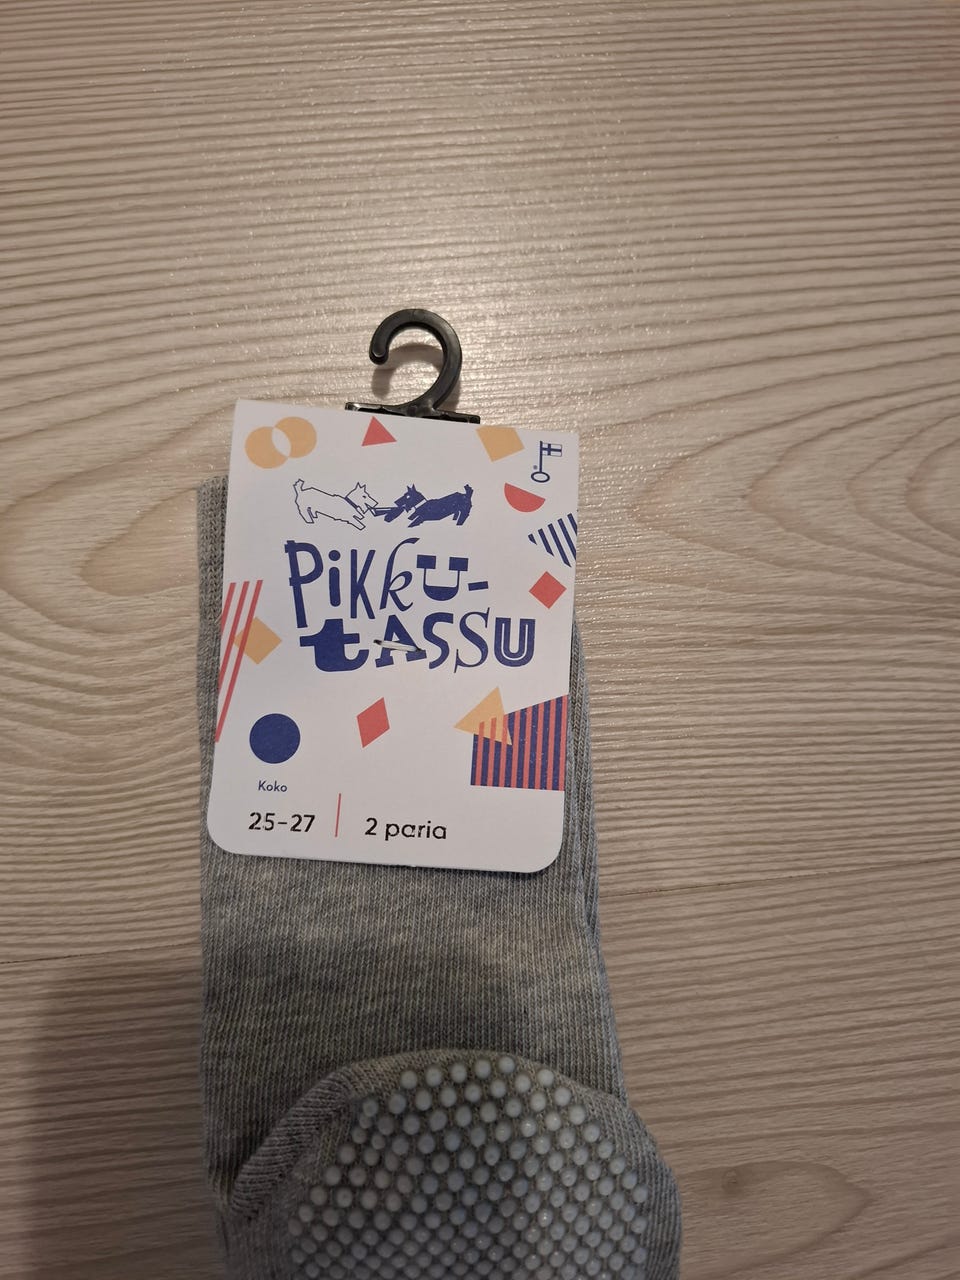 Pikku-
tassu
Koko
25-27 | 2 paria